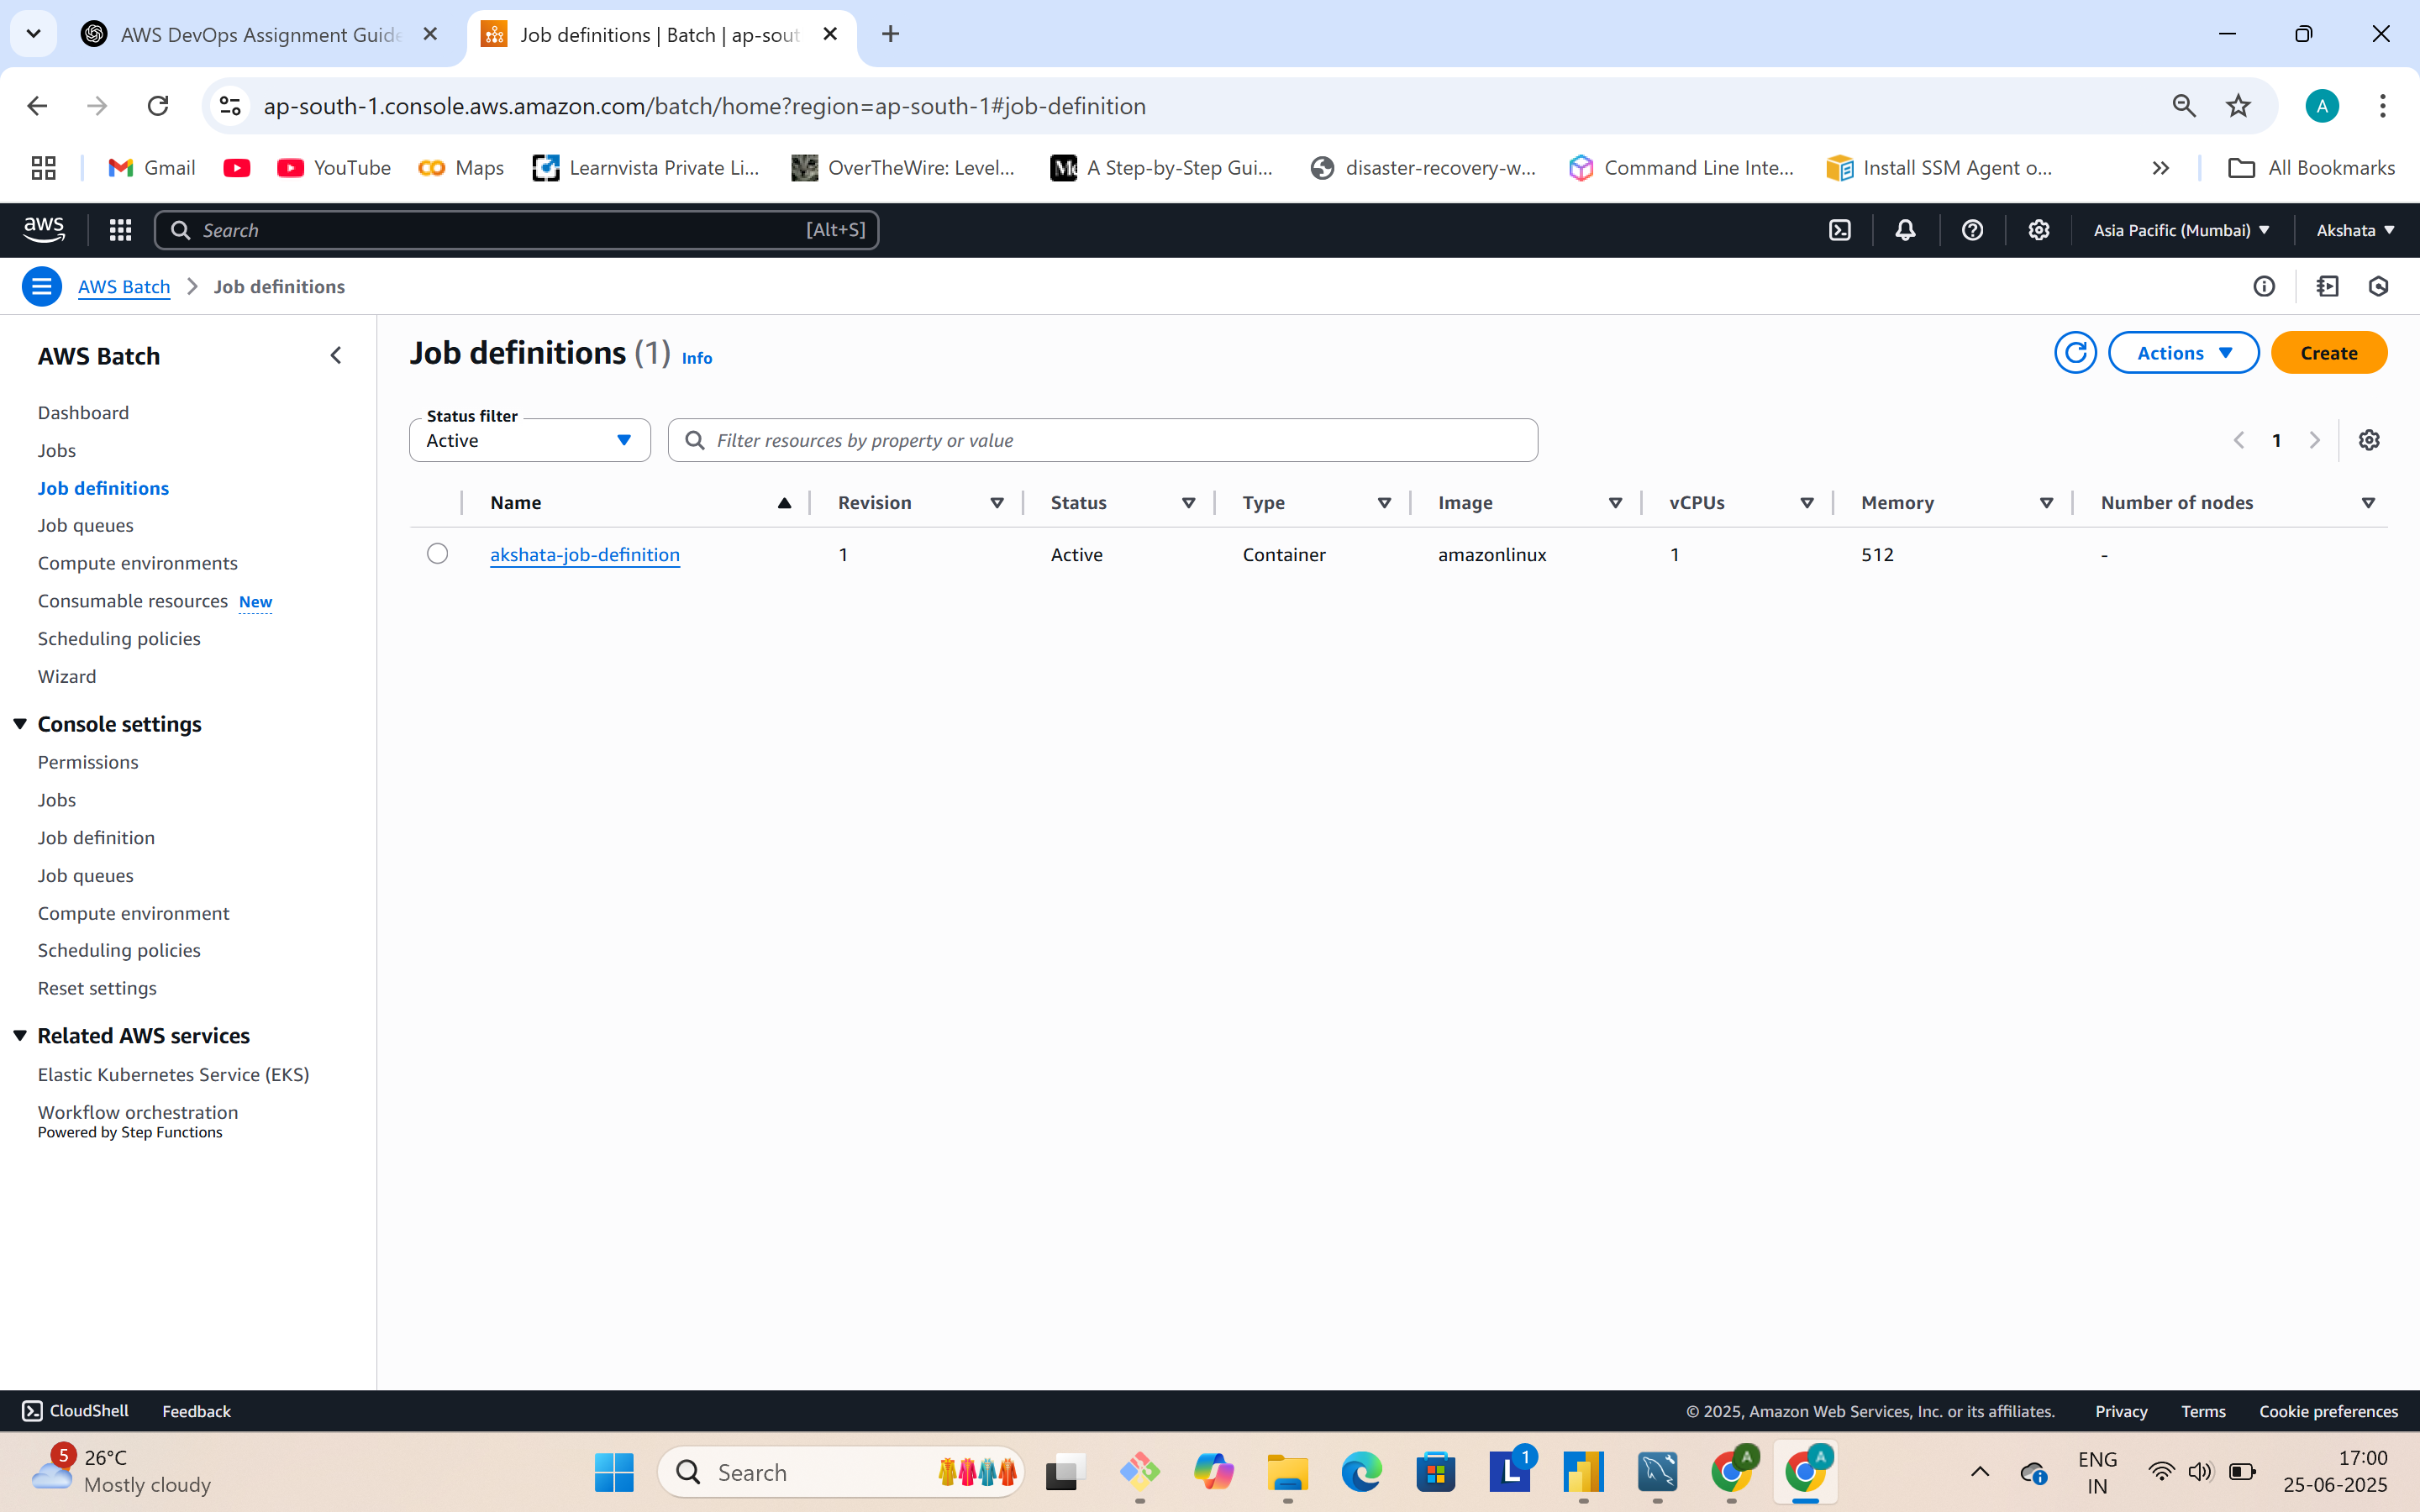 AWS DevOps Assignment Guide
Job definitions | Batch | ap-sout
ap-south-1.console.aws.amazon.com/batch/home?region=ap-south-1#job-definition
A
Gmail
YouTube
Maps
Learnvista Private Li...
OverTheWire: Level...
A Step-by-Step Gui...
disaster-recovery-w...
Command Line Inte...
Install SSM Agent o...
All Bookmarks
aws
Search
[Alt+S]
Asia Pacific (Mumbai)
Akshata
AWS Batch
Job definitions
AWS Batch
Dashboard
Jobs
Job definitions
Job queues
Compute environments
Consumable resources New
Scheduling policies
Wizard
Console settings
Permissions
Jobs
Job definition
Job queues
Compute environment
Scheduling policies
Reset settings
Related AWS services
Elastic Kubernetes Service (EKS)
Workflow orchestration
Powered by Step Functions
Job definitions (1) Info
Actions
Create
Status filter
Active
Filter resources by property or value
1
Name Revision Status Type Image vCPUs Memory Number of nodes
akshata-job-definition 1 Active Container amazonlinux 1 512 -
CloudShell
Feedback
© 2025, Amazon Web Services, Inc. or its affiliates.
Privacy
Terms
Cookie preferences
5
26°C
Mostly cloudy
Search
L
1
A
A
ENG
IN
17:00
25-06-2025